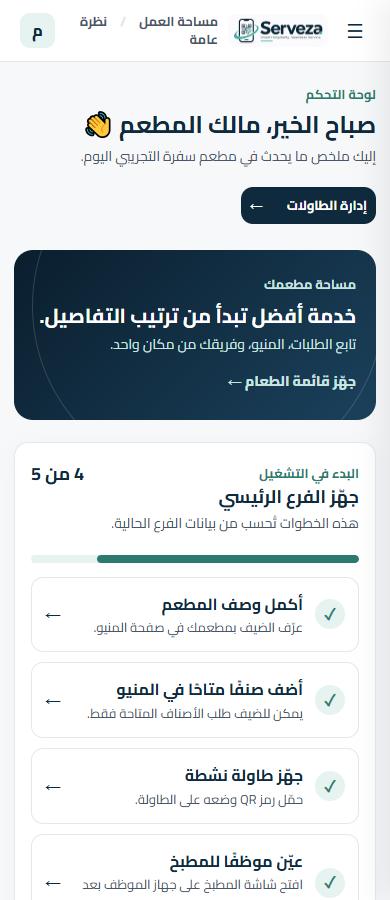 ☰
Serveza
مساحة العمل / نظرة عامة
م
لوحة التحكم
صباح الخير، مالك المطعم 👋
إليك ملخص ما يحدث في مطعم سفرة التجريبي اليوم.
إدارة الطاولات ←
مساحة مطعمك
خدمة أفضل تبدأ من ترتيب التفاصيل.
تابع الطلبات، المنيو، وفريقك من مكان واحد.
جهّز قائمة الطعام ←
البدء في التشغيل
4 من 5
جهّز الفرع الرئيسي
هذه الخطوات تُحسب من بيانات الفرع الحالية.
✓ أكمل وصف المطعم ←
عرّف الضيف بمطعمك في صفحة المنيو.
✓ أضف صنفًا متاحًا في المنيو ←
يمكن للضيف طلب الأصناف المتاحة فقط.
✓ جهّز طاولة نشطة ←
حمّل رمز QR وضعه على الطاولة.
✓ عيّن موظفًا للمطبخ ←
افتح شاشة المطبخ على جهاز الموظف بعد